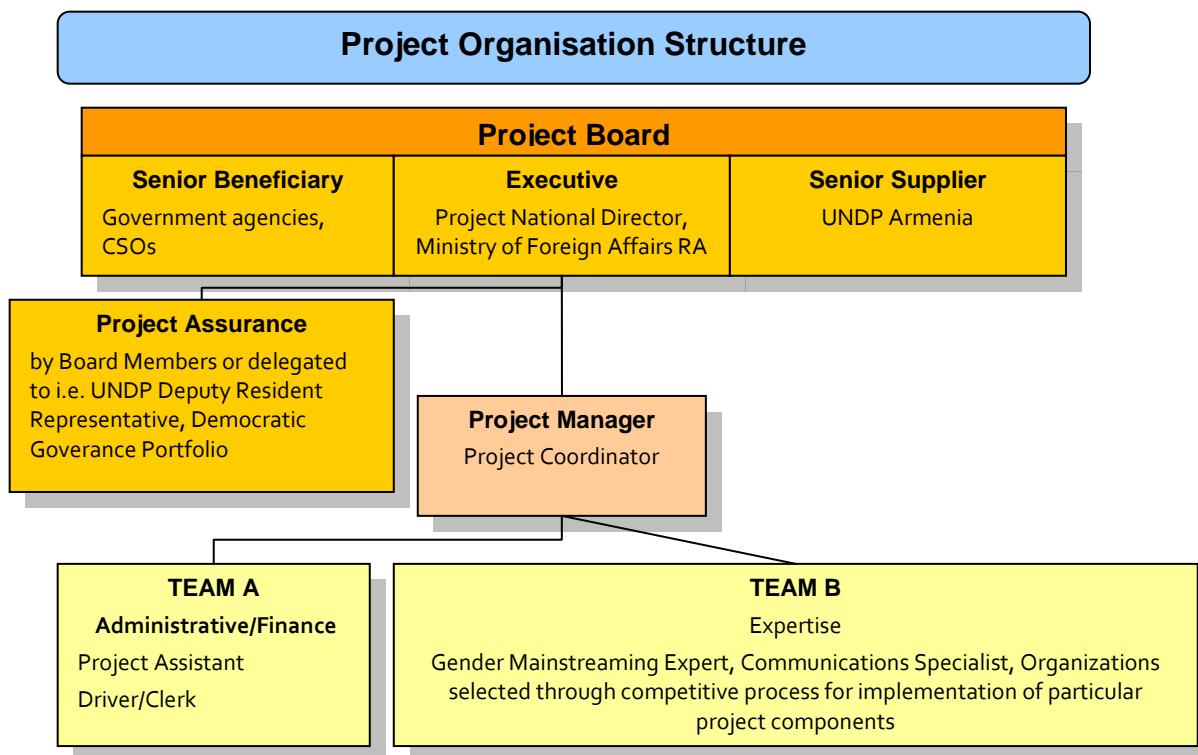 Project Organisation Structure
Project Board
Senior Beneficiary
Government agencies,
CSOs
Executive
Project National Director,
Ministry of Foreign Affairs RA
Senior Supplier
UNDP Armenia
Project Assurance
by Board Members or delegated
to i.e. UNDP Deputy Resident
Representative, Democratic
Goverance Portfolio
Project Manager
Project Coordinator
TEAM A
Administrative/Finance
Project Assistant
Driver/Clerk
TEAM B
Expertise
Gender Mainstreaming Expert, Communications Specialist, Organizations
selected through competitive process for implementation of particular
project components